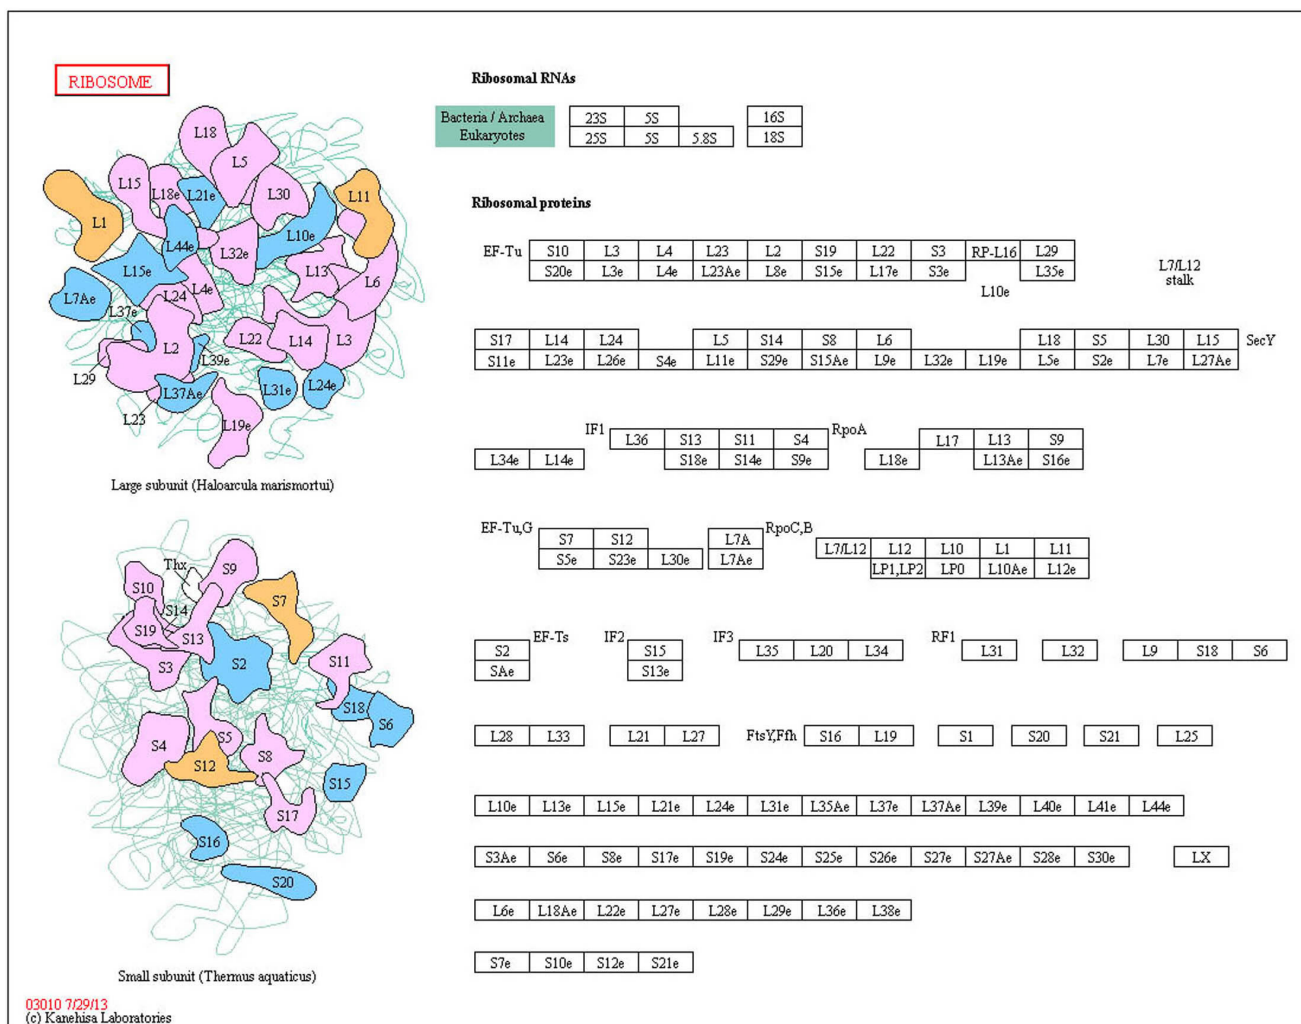 RIBOSOME
Ribosomal RNAs
Bacteria / Archaea 23S 5S 16S
Eukaryotes 25S 5S 5.8S 18S
L18
L5
L15
L18e
L21e
L30
L11
L1
L44e
L32e
L10e
L15e
L13
L7Ae
L24
L4e
L6
L37e
L2
L22
L14
L3
L39e
L29
L37Ae
L31e
L24e
L23
L19e
Large subunit (Haloarcula marismortui)
Thx
S9
S10
S14
S7
S19
S13
S3
S2
S11
S18
S6
S4
S5
S8
S12
S15
S17
S16
S20
Small subunit (Thermus aquaticus)
Ribosomal proteins
EF-Tu S10 L3 L4 L23 L2 S19 L22 S3 RP-L16 L29
S20e L3e L4e L23Ae L8e S15e L17e S3e L35e
L10e
L7/L12
stalk
S17 L14 L24 L5 S14 S8 L6 L18 S5 L30 L15 SecY
S11e L23e L26e S4e L11e S29e S15Ae L9e L32e L19e L5e S2e L7e L27Ae
IF1 L36 S13 S11 S4 RpoA L17 L13 S9
L34e L14e S18e S14e S9e L18e L13Ae S16e
EF-Tu,G S7 S12 L7A RpoC,B L7/L12 L12 L10 L1 L11
S5e S23e L30e L7Ae LP1,LP2 LP0 L10Ae L12e
S2 EF-Ts IF2 S15 IF3 L35 L20 L34 RF1 L31 L32 L9 S18 S6
SAe S13e
L28 L33 L21 L27 FtsY,Ffh S16 L19 S1 S20 S21 L25
L10e L13e L15e L21e L24e L31e L35Ae L37e L37Ae L39e L40e L41e L44e
S3Ae S6e S8e S17e S19e S24e S25e S26e S27e S27Ae S28e S30e LX
L6e L18Ae L22e L27e L28e L29e L36e L38e
S7e S10e S12e S21e
03010 7/29/13
(c) Kanehisa Laboratories